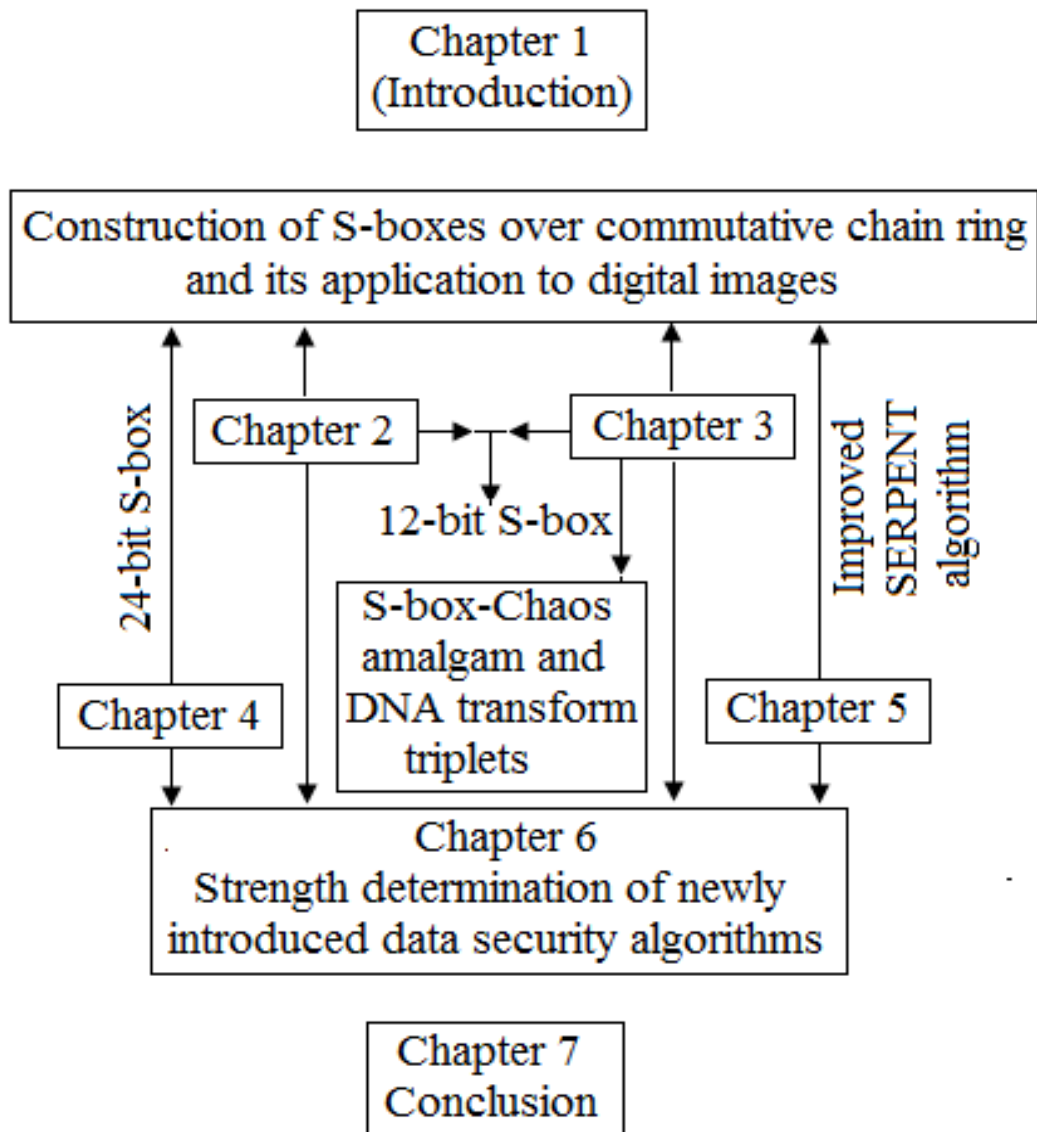 Chapter 1
(Introduction)
Construction of S-boxes over commutative chain ring
and its application to digital images
24-bit S-box
Chapter 2
Chapter 3
Improved
SERPENT
algorithm
12-bit S-box
S-box-Chaos
amalgam and
DNA transform
triplets
Chapter 4
Chapter 5
Chapter 6
Strength determination of newly
introduced data security algorithms
Chapter 7
Conclusion